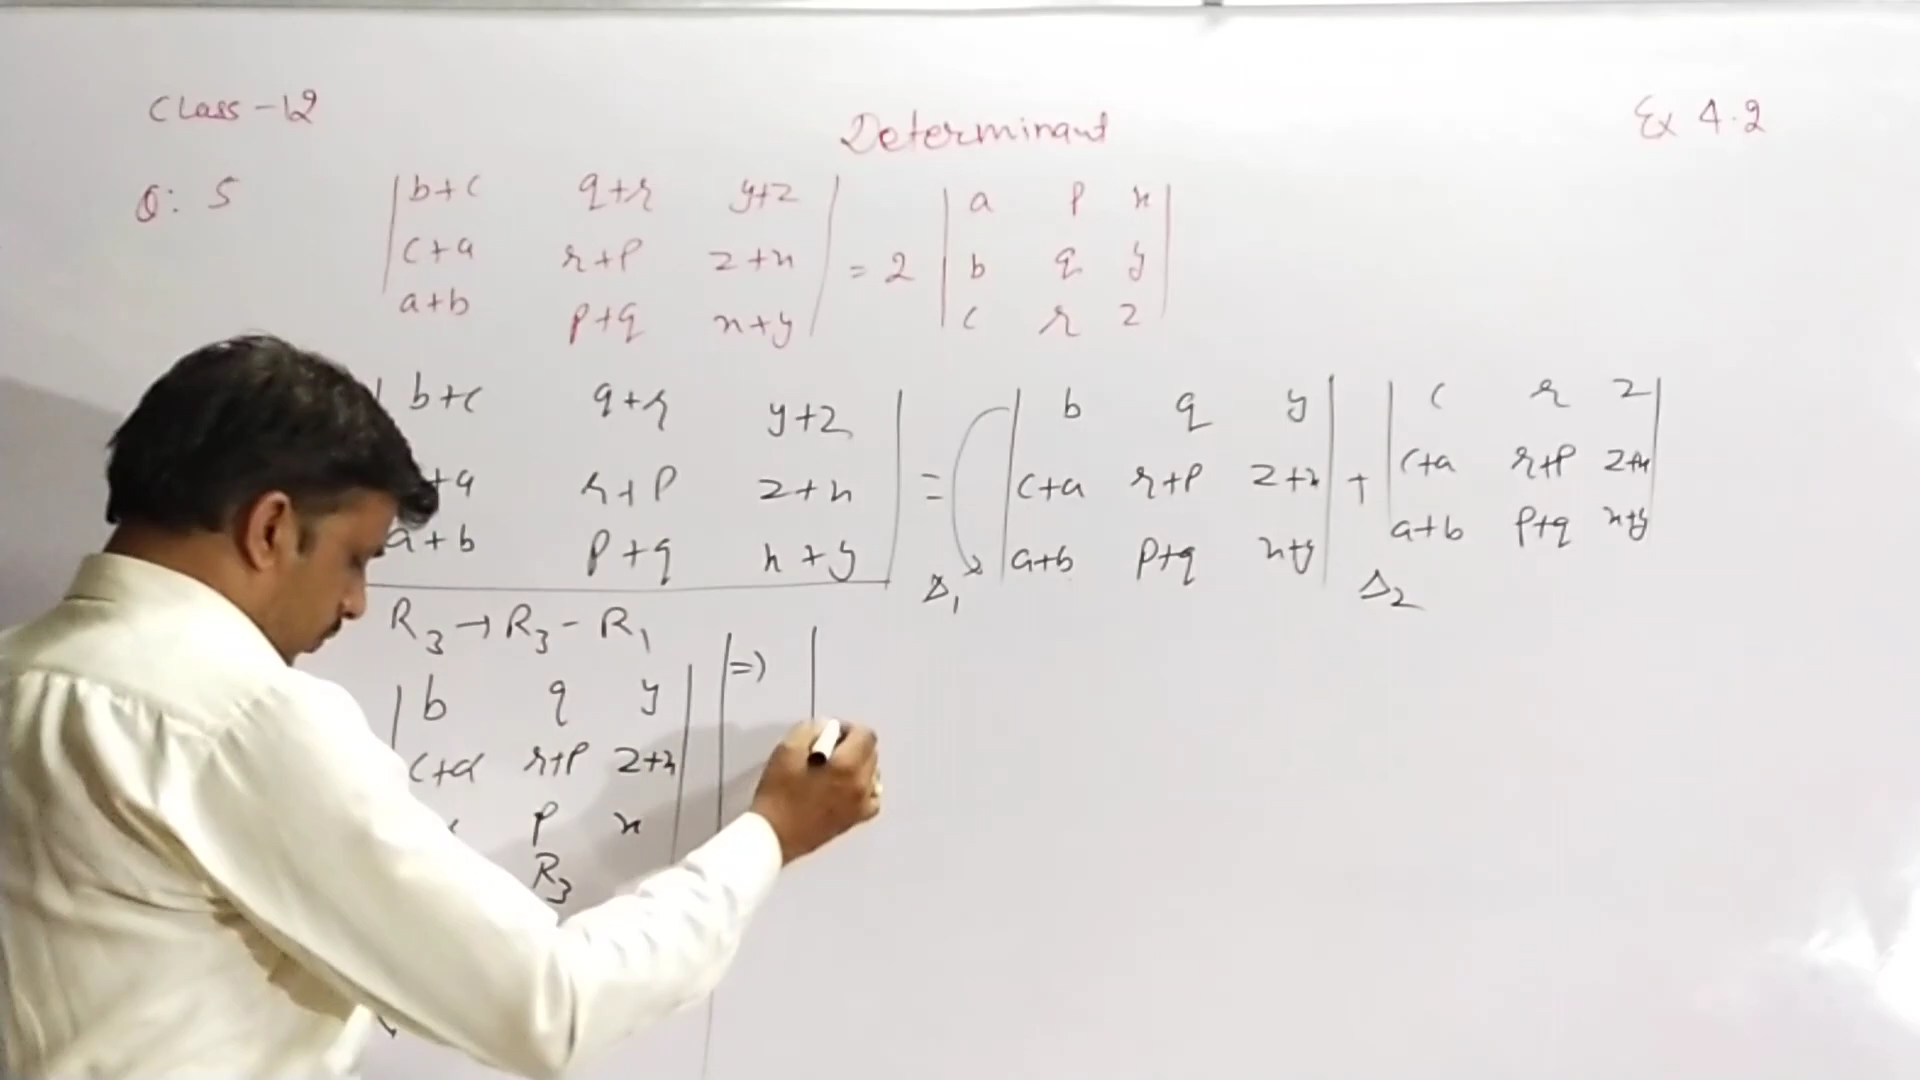 Class-12
Determinant
Ex 4.2
Q: 5
| b+c q+r y+z |
| c+a r+p z+x | = 2 | a p x |
| a+b p+q x+y | | b q y |
| c r z |
| b+c q+r y+z | = | b q y | + | c r z |
+a r+p z+x | | c+a r+p z+x | | c+a r+p z+x |
a+b p+q x+y | | a+b p+q x+y | | a+b p+q x+y |
Δ1 Δ2
R3→R3-R1
| b q y | | => |
c+a r+p z+x |
p x |
R3